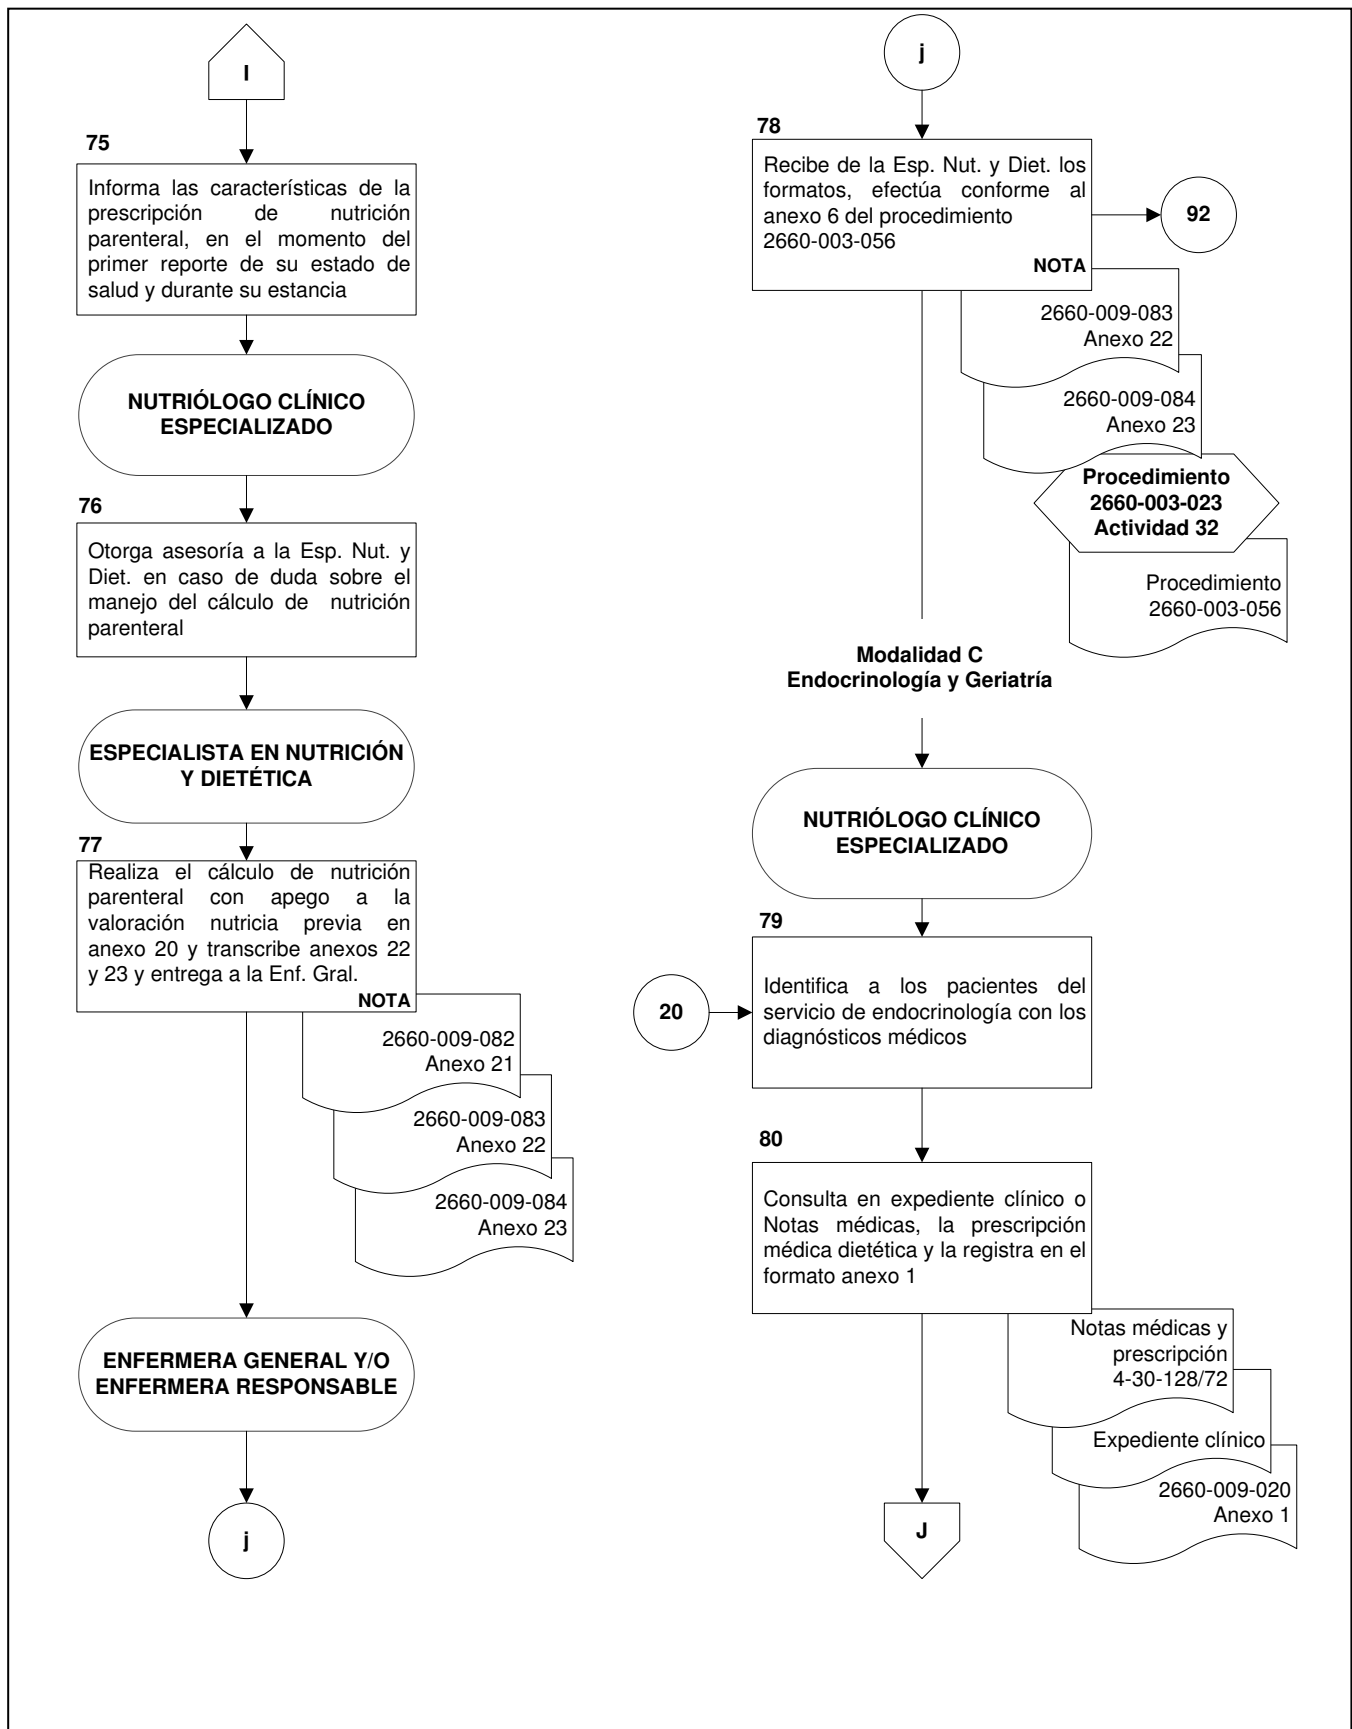 I
75
Informa las características de la
prescripción de nutrición
parenteral, en el momento del
primer reporte de su estado de
salud y durante su estancia
NUTRIÓLOGO CLÍNICO
ESPECIALIZADO
76
Otorga asesoría a la Esp. Nut. y
Diet. en caso de duda sobre el
manejo del cálculo de nutrición
parenteral
ESPECIALISTA EN NUTRICIÓN
Y DIETÉTICA
77
Realiza el cálculo de nutrición
parenteral con apego a la
valoración nutricia previa en
anexo 20 y transcribe anexos 22
y 23 y entrega a la Enf. Gral.
NOTA
2660-009-082
Anexo 21
2660-009-083
Anexo 22
2660-009-084
Anexo 23
ENFERMERA GENERAL Y/O
ENFERMERA RESPONSABLE
j
j
78
Recibe de la Esp. Nut. y Diet. los
formatos, efectúa conforme al
anexo 6 del procedimiento
2660-003-056
NOTA
92
2660-009-083
Anexo 22
2660-009-084
Anexo 23
Procedimiento
2660-003-023
Actividad 32
Procedimiento
2660-003-056
Modalidad C
Endocrinología y Geriatría
NUTRIÓLOGO CLÍNICO
ESPECIALIZADO
79
20
Identifica a los pacientes del
servicio de endocrinología con los
diagnósticos médicos
80
Consulta en expediente clínico o
Notas médicas, la prescripción
médica dietética y la registra en el
formato anexo 1
Notas médicas y
prescripción
4-30-128/72
Expediente clínico
2660-009-020
Anexo 1
J